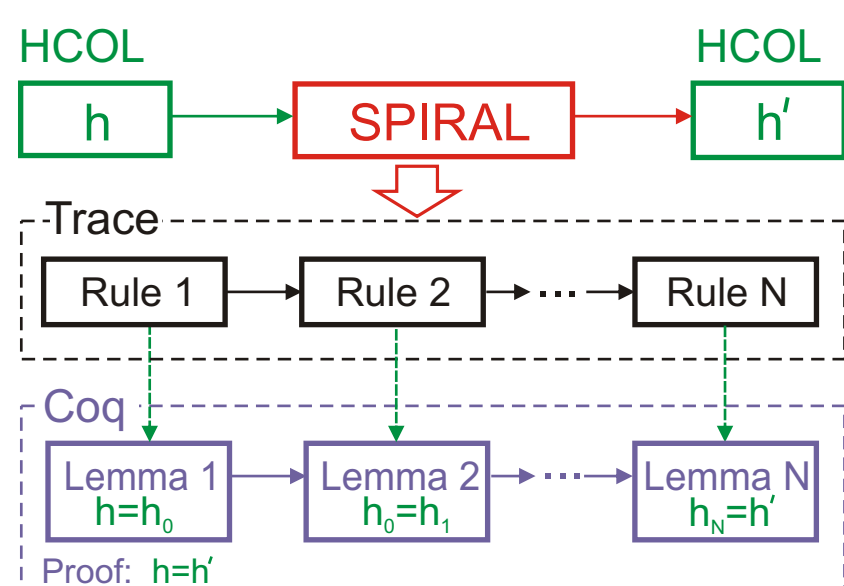 HCOL HCOL
h SPIRAL h′
Trace
Rule 1 Rule 2 ... Rule N
Coq
Lemma 1 Lemma 2 ... Lemma N
h=h₀ h₀=h₁ h_N=h′
Proof: h=h′